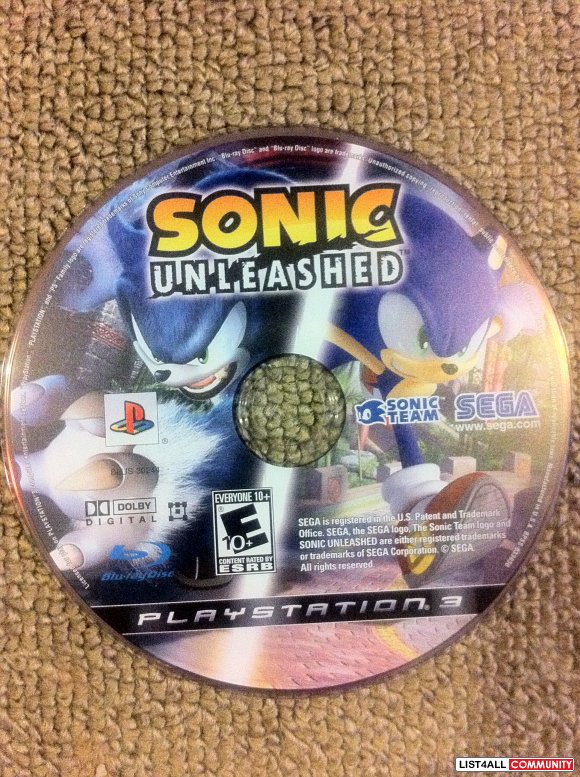 SONIC
UNLEASHED
SONIC
TEAM
SEGA
www.sega.com
EVERYONE 10+
E
10+
CONTENT RATED BY
ESRB
DOLBY
DIGITAL
Blu-ray Disc
SEGA is registered in the U.S. Patent and Trademark
Office. SEGA, the SEGA logo, The Sonic Team logo and
SONIC UNLEASHED are either registered trademarks
or trademarks of SEGA Corporation. © SEGA.
All rights reserved
PLAYSTATION 3
LIST4ALL COMMUNITY